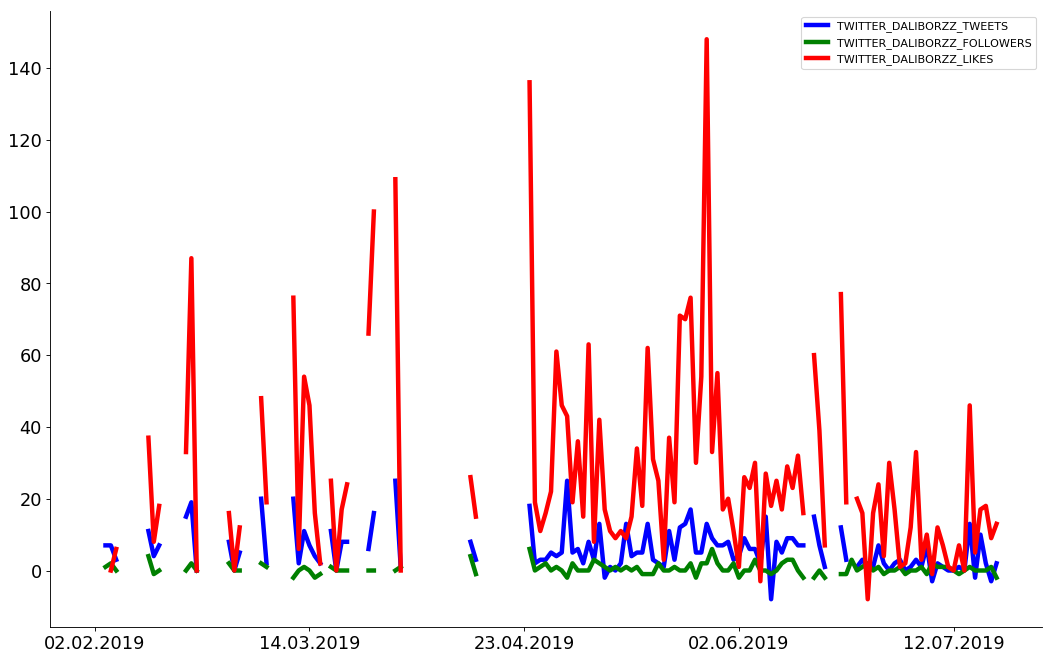 TWITTER_DALIBORZZ_TWEETS
TWITTER_DALIBORZZ_FOLLOWERS
TWITTER_DALIBORZZ_LIKES
140
120
100
80
60
40
20
0
02.02.2019 14.03.2019 23.04.2019 02.06.2019 12.07.2019